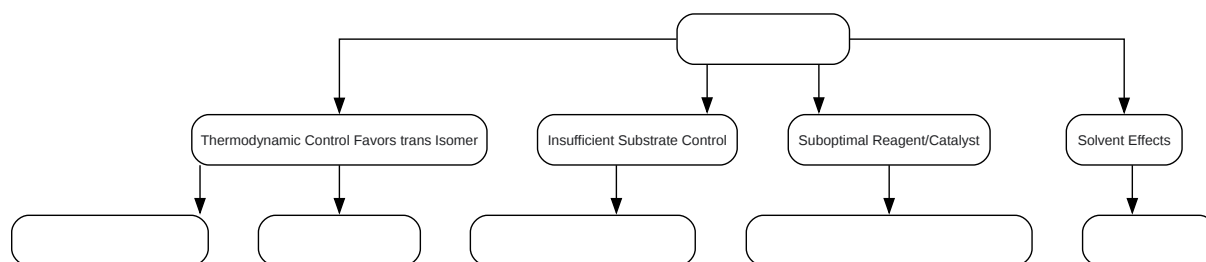 Thermodynamic Control Favors trans Isomer
Insufficient Substrate Control
Suboptimal Reagent/Catalyst
Solvent Effects